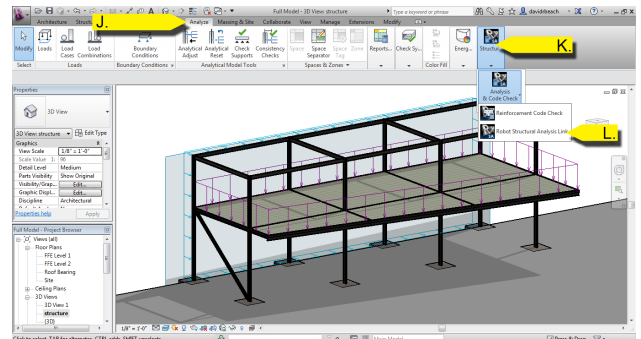 Full Model - 3D View: structure
Type a keyword or phrase
davidbeach
Architecture
Analyze
Massing & Site
Collaborate
View
Manage
Extensions
Modify
J.
K.
Modify
Loads
Load Cases
Load Combinations
Boundary Conditions
Analytical Adjust
Analytical Reset
Check Supports
Consistency Checks
Space
Space Separator
Space Tag
Zone
Reports...
Check Sy...
Energ...
Structur
Select
Loads
Boundary Conditions
Analytical Model Tools
Spaces & Zones
Color Fill
Analysis & Code Check
Reinforcement Code Check
Robot Structural Analysis Link
L.
Properties
3D View
3D View: structure
Edit Type
Graphics
View Scale
1/8" = 1'-0"
Scale Value 1:
96
Detail Level
Medium
Parts Visibility
Show Original
Visibility/Grap...
Edit...
Graphic Displ...
Edit...
Discipline
Architectural
Properties help
Apply
Full Model - Project Browser
Views (all)
Floor Plans
FFE Level 1
FFE Level 2
Roof Bearing
Site
Ceiling Plans
3D Views
3D View 1
structure
{3D}
1/8" = 1'-0"